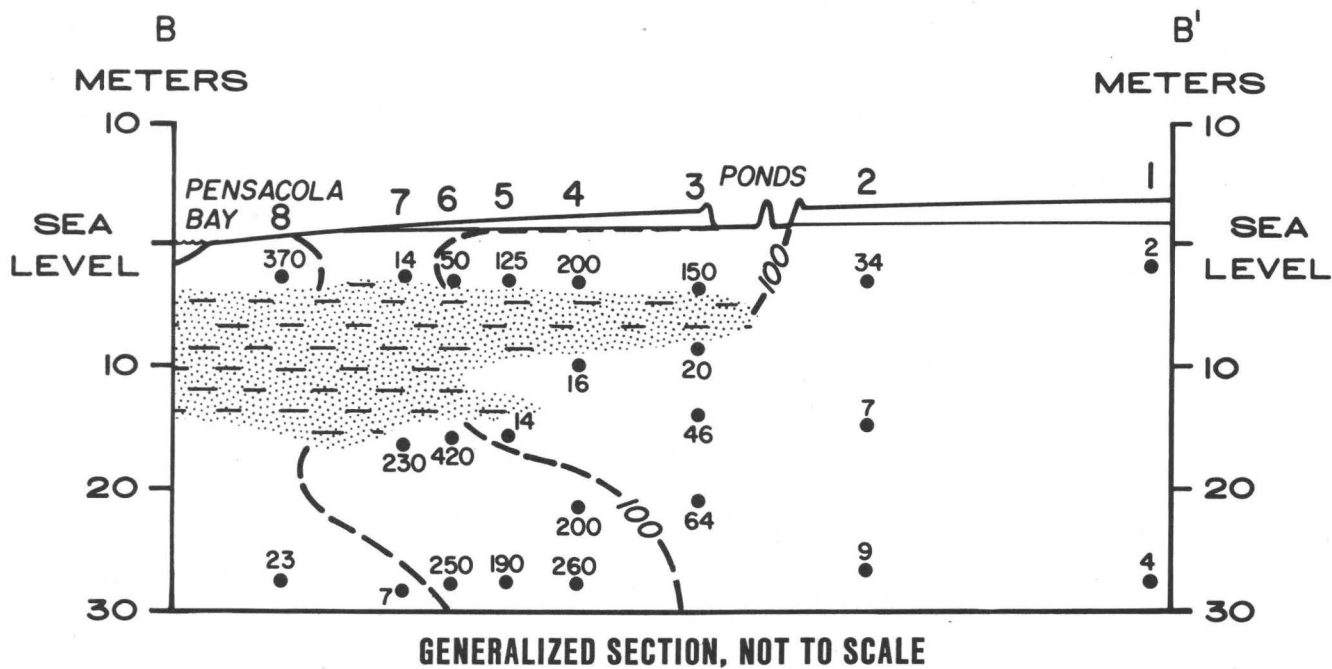 B B'
METERS METERS
10 10
PENSACOLA BAY 8 7 6 5 4 3 PONDS 2 1
SEA LEVEL SEA LEVEL
370 14 50 125 200 150 100 34 2
10 10
16 20
14 46 7
230 420
20 20
200 100 64
23 7 250 190 260 9 4
30 30
GENERALIZED SECTION, NOT TO SCALE